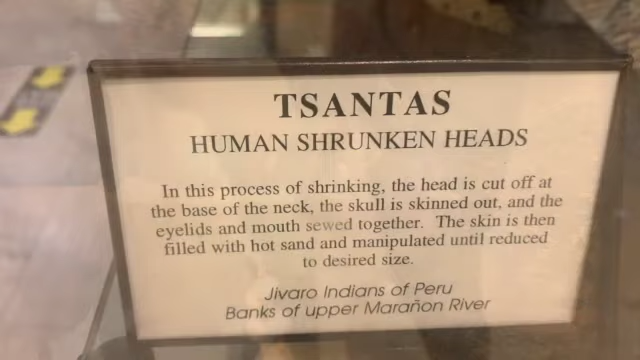 TSANTAS
HUMAN SHRUNKEN HEADS
In this process of shrinking, the head is cut off at
the base of the neck, the skull is skinned out, and the
eyelids and mouth sewed together. The skin is then
filled with hot sand and manipulated until reduced
to desired size.
Jivaro Indians of Peru
Banks of upper Marañon River